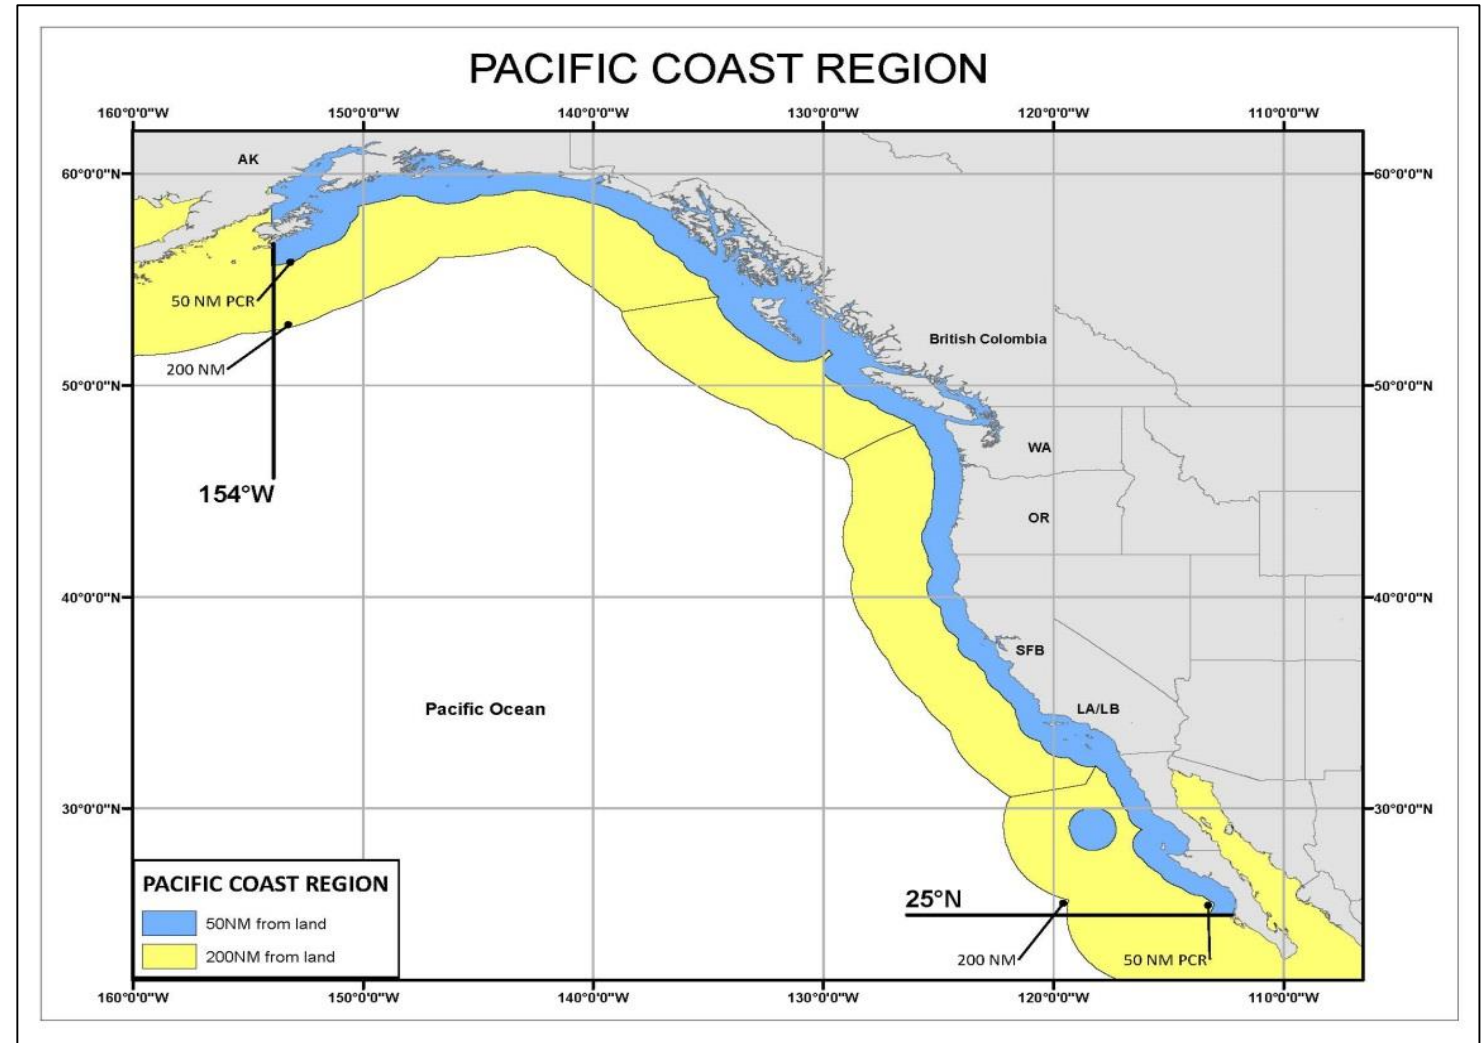 PACIFIC COAST REGION
160°0'0"W 150°0'0"W 140°0'0"W 130°0'0"W 120°0'0"W 110°0'0"W
AK
60°0'0"N 60°0'0"N
50 NM PCR
British Colombia
200 NM
50°0'0"N 50°0'0"N
WA
154°W
OR
40°0'0"N 40°0'0"N
SFB
Pacific Ocean
LA/LB
30°0'0"N 30°0'0"N
PACIFIC COAST REGION
50NM from land
200NM from land
25°N
200 NM
50 NM PCR
160°0'0"W 150°0'0"W 140°0'0"W 130°0'0"W 120°0'0"W 110°0'0"W